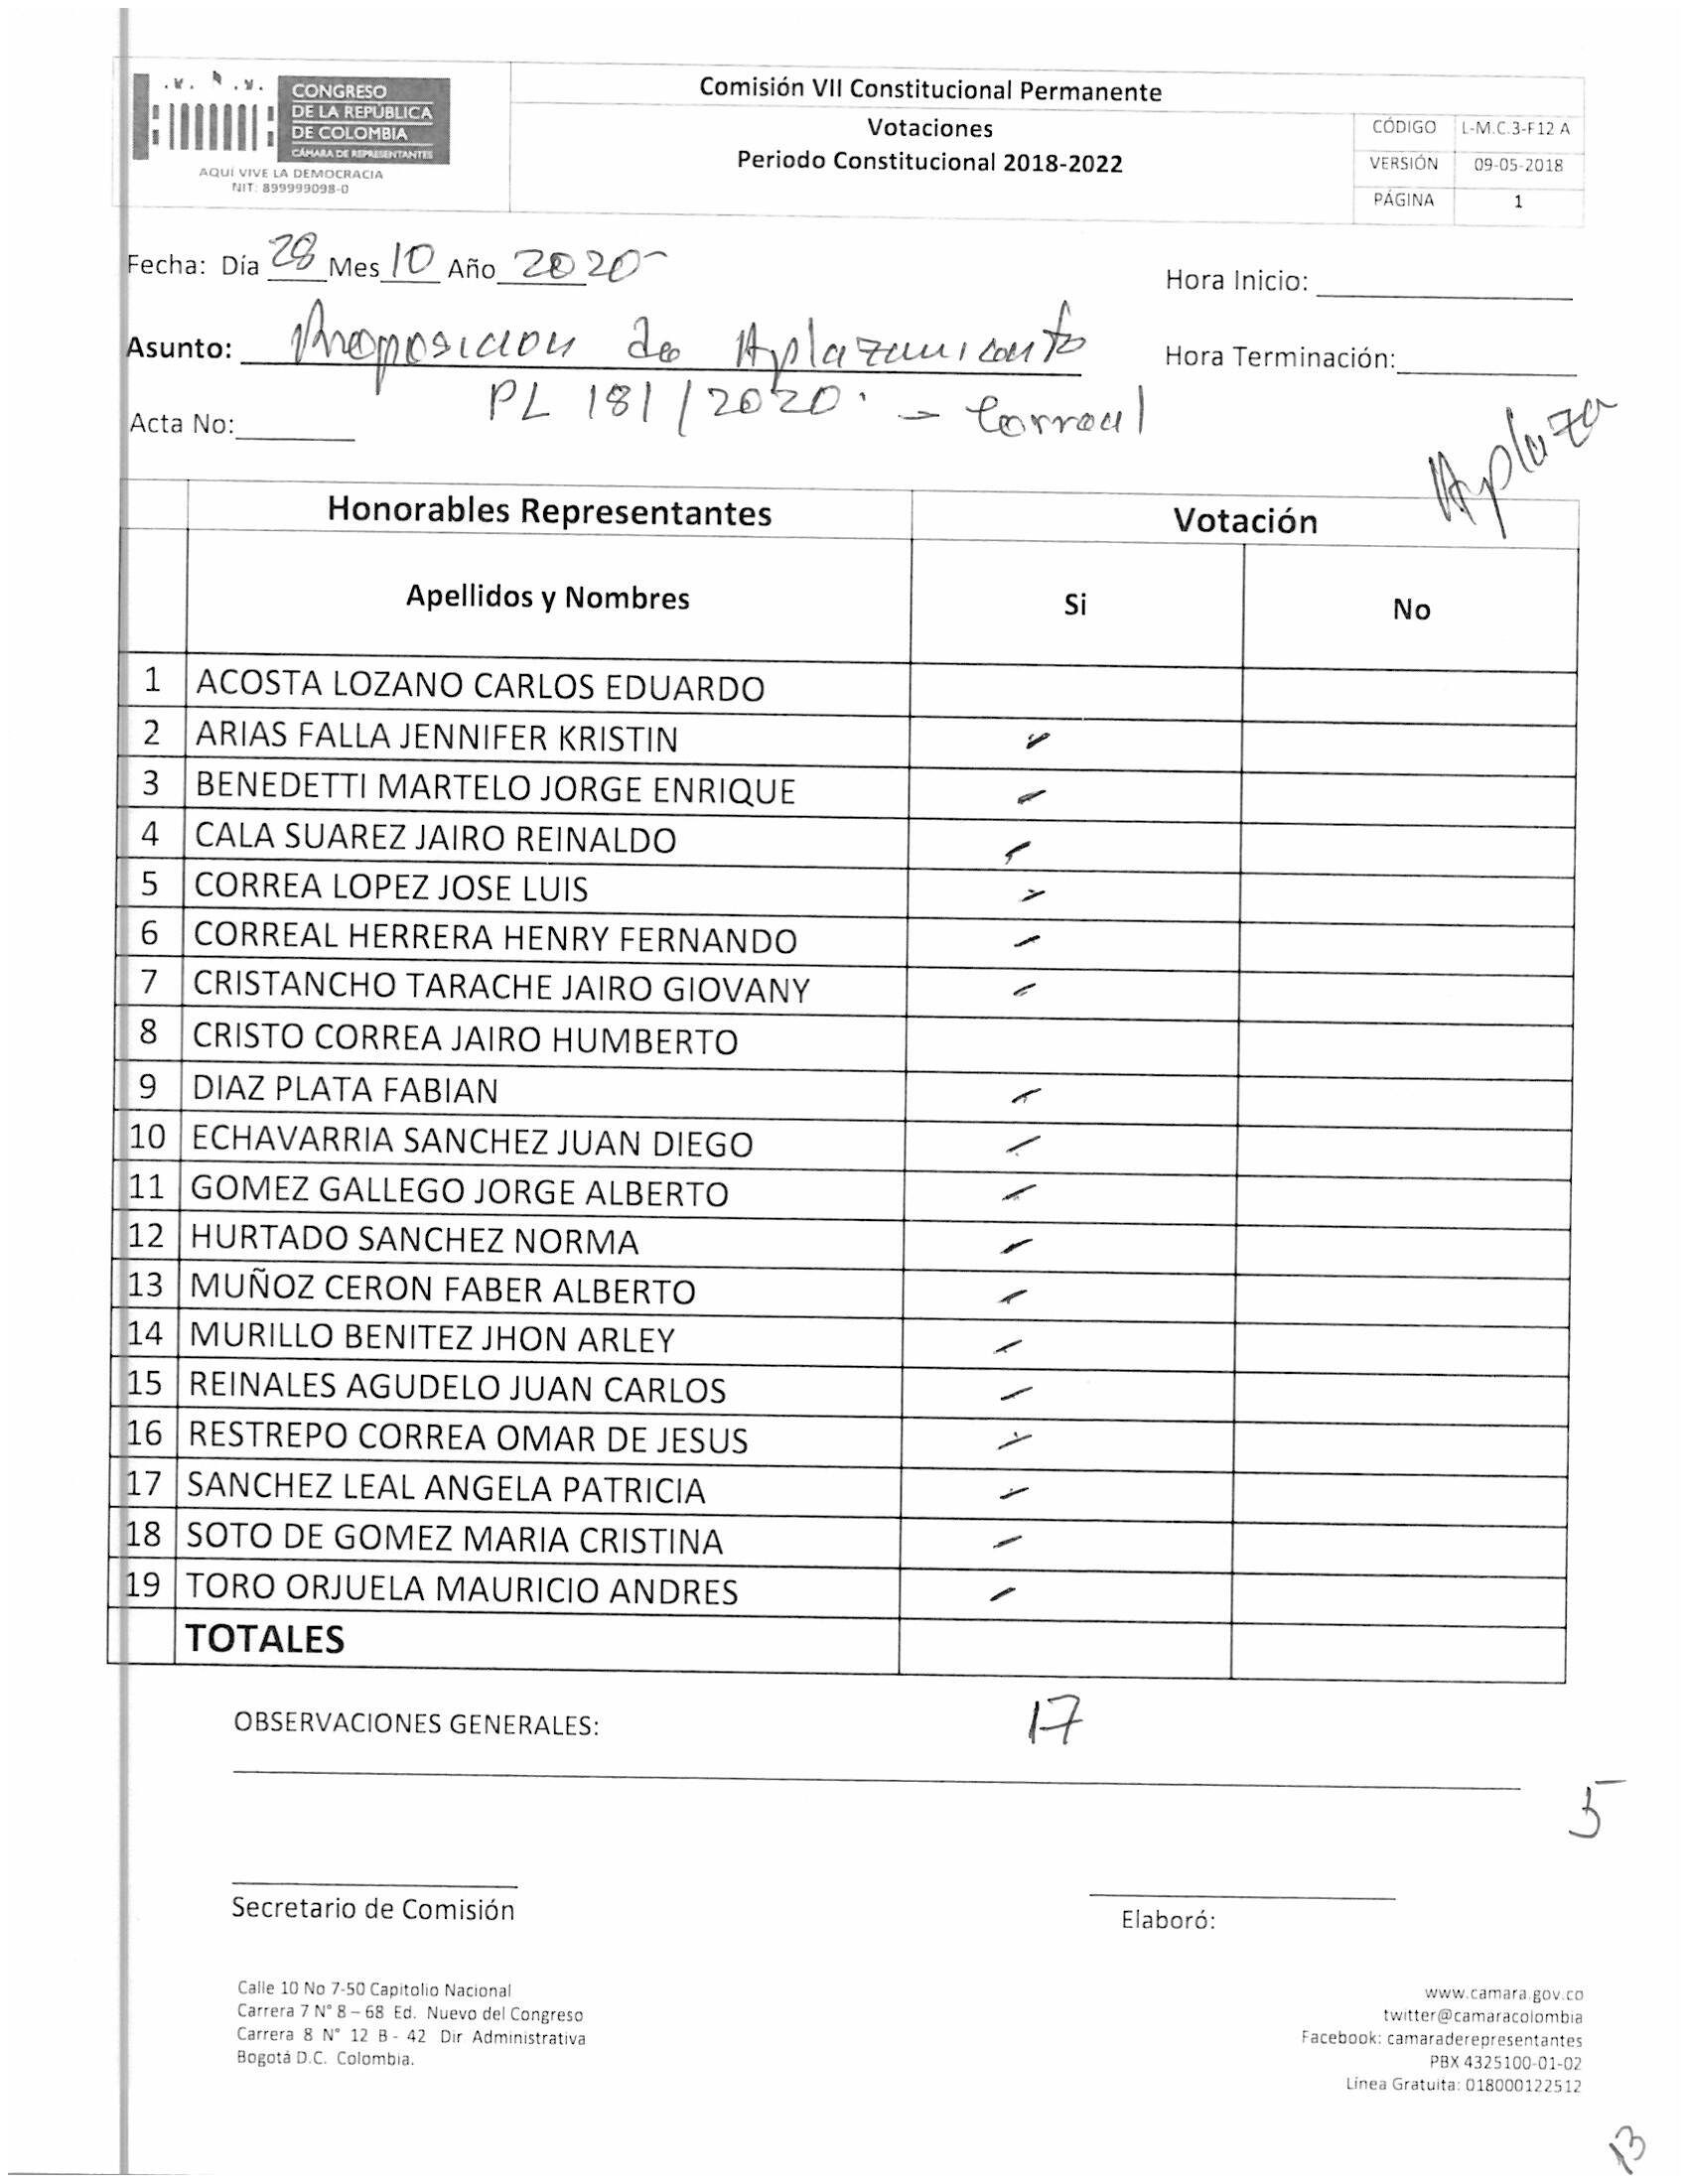 CONGRESO
DE LA REPÚBLICA
DE COLOMBIA
CÁMARA DE REPRESENTANTES
AQUÍ VIVE LA DEMOCRACIA
NIT: 899999098-0
Comisión VII Constitucional Permanente
Votaciones
Periodo Constitucional 2018-2022
CÓDIGO L-M.C.3-F12 A
VERSIÓN 09-05-2018
PÁGINA 1
Fecha: Día 28 Mes 10 Año 2020
Hora Inicio:
Asunto: Proposicion de Aplazamiento
Hora Terminación:
PL 181/2020. - Correal
Acta No:
Aplaza
Honorables Representantes Votación
Apellidos y Nombres Si No
1 ACOSTA LOZANO CARLOS EDUARDO
2 ARIAS FALLA JENNIFER KRISTIN
3 BENEDETTI MARTELO JORGE ENRIQUE
4 CALA SUAREZ JAIRO REINALDO
5 CORREA LOPEZ JOSE LUIS
6 CORREAL HERRERA HENRY FERNANDO
7 CRISTANCHO TARACHE JAIRO GIOVANY
8 CRISTO CORREA JAIRO HUMBERTO
9 DIAZ PLATA FABIAN
10 ECHAVARRIA SANCHEZ JUAN DIEGO
11 GOMEZ GALLEGO JORGE ALBERTO
12 HURTADO SANCHEZ NORMA
13 MUÑOZ CERON FABER ALBERTO
14 MURILLO BENITEZ JHON ARLEY
15 REINALES AGUDELO JUAN CARLOS
16 RESTREPO CORREA OMAR DE JESUS
17 SANCHEZ LEAL ANGELA PATRICIA
18 SOTO DE GOMEZ MARIA CRISTINA
19 TORO ORJUELA MAURICIO ANDRES
TOTALES
OBSERVACIONES GENERALES: 17
5
Secretario de Comisión
Elaboró:
Calle 10 No 7-50 Capitolio Nacional
Carrera 7 N° 8 – 68 Ed. Nuevo del Congreso
Carrera 8 N° 12 B - 42 Dir Administrativa
Bogotá D.C. Colombia.
www.camara.gov.co
twitter@camaracolombia
Facebook: camaraderepresentantes
PBX 4325100-01-02
Línea Gratuita: 018000122512
13